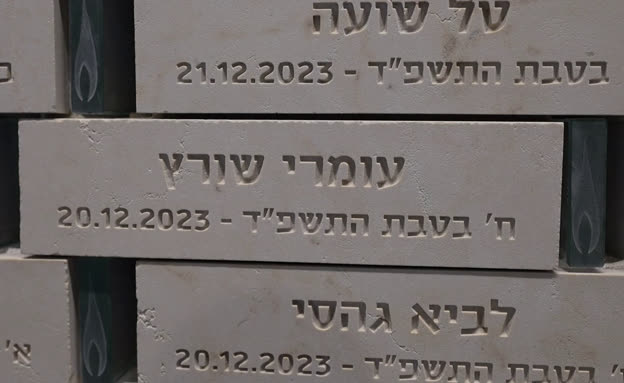 טל שועה
בטבת התשפ"ד - 21.12.2023
עומרי שורץ
ח' בטבת התשפ"ד - 20.12.2023
לביא גהסי
בטבת התשפ"ד - 20.12.2023
א'